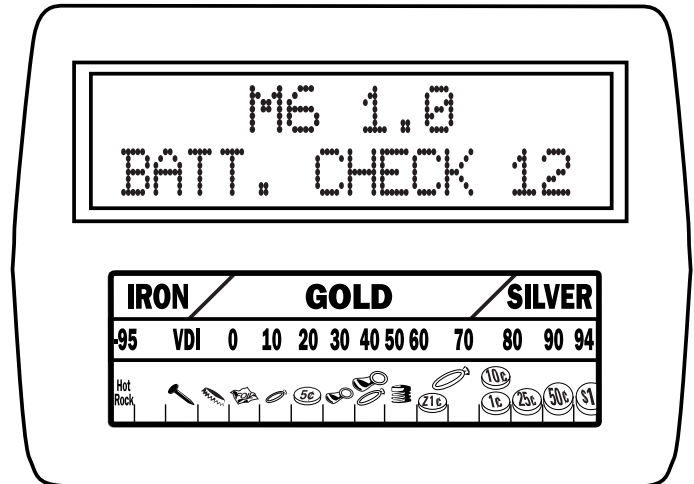 M6 1.0
BATT. CHECK 12
IRON GOLD SILVER
-95 VDI 0 10 20 30 40 50 60 70 80 90 94
Hot
Rock
FOIL
5¢
10¢
21¢ 1¢ 25¢ 50¢ $1